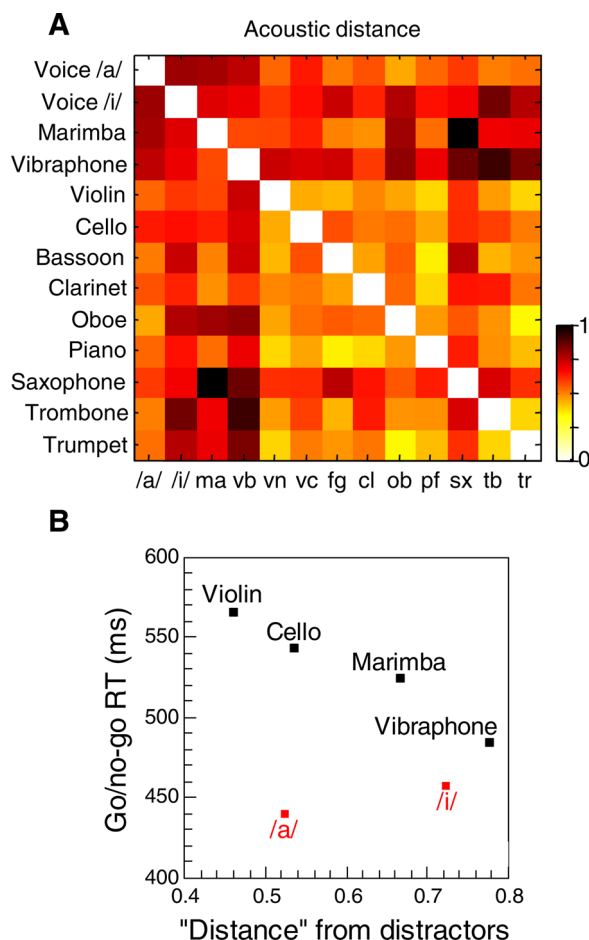 A
Acoustic distance
Voice /a/
Voice /i/
Marimba
Vibraphone
Violin
Cello
Bassoon
Clarinet
Oboe
Piano
Saxophone
Trombone
Trumpet
/a/ /i/ ma vb vn vc fg cl ob pf sx tb tr
1
0
B
600
550
500
450
400
Go/no-go RT (ms)
Violin
Cello
Marimba
Vibraphone
/a/
/i/
0.4 0.5 0.6 0.7 0.8
"Distance" from distractors